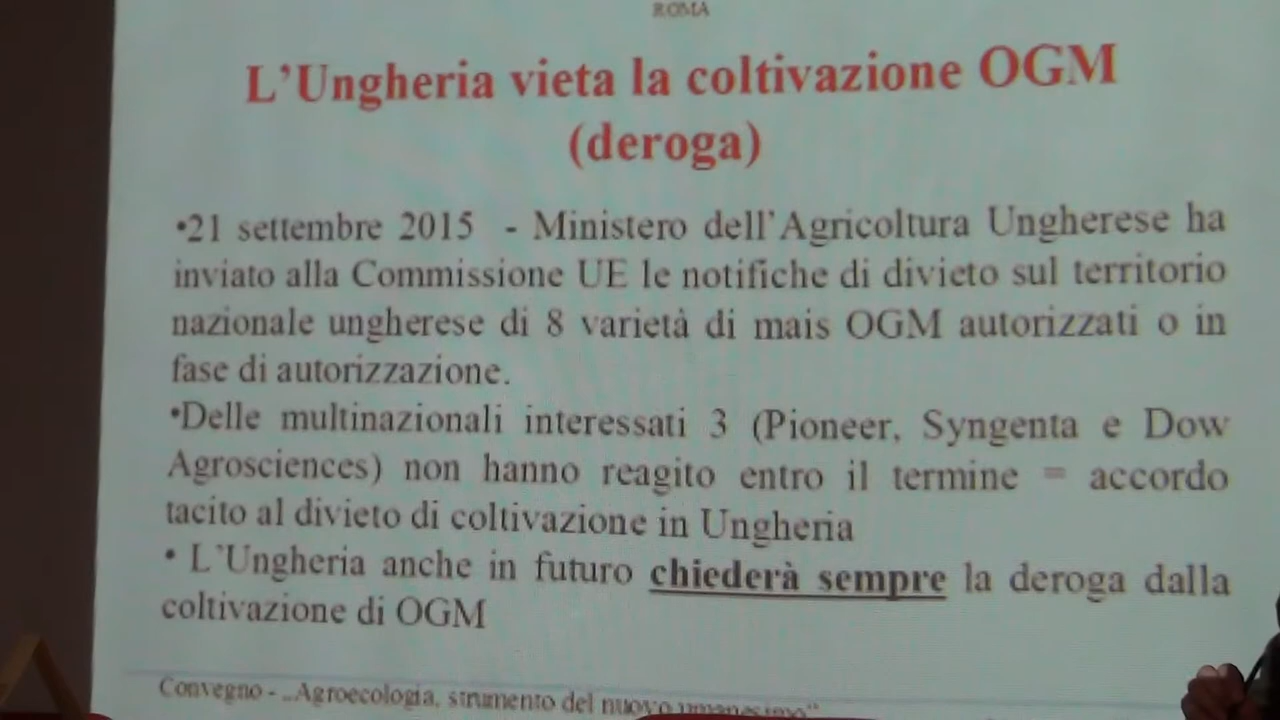 ROMA
L'Ungheria vieta la coltivazione OGM
(deroga)
•21 settembre 2015 - Ministero dell'Agricoltura Ungherese ha
inviato alla Commissione UE le notifiche di divieto sul territorio
nazionale ungherese di 8 varietà di mais OGM autorizzati o in
fase di autorizzazione.
•Delle multinazionali interessati 3 (Pioneer, Syngenta e Dow
Agrosciences) non hanno reagito entro il termine = accordo
tacito al divieto di coltivazione in Ungheria
• L'Ungheria anche in futuro chiederà sempre la deroga dalla
coltivazione di OGM
Convegno - „Agroecologia, strumento del nuovo umanesimo"